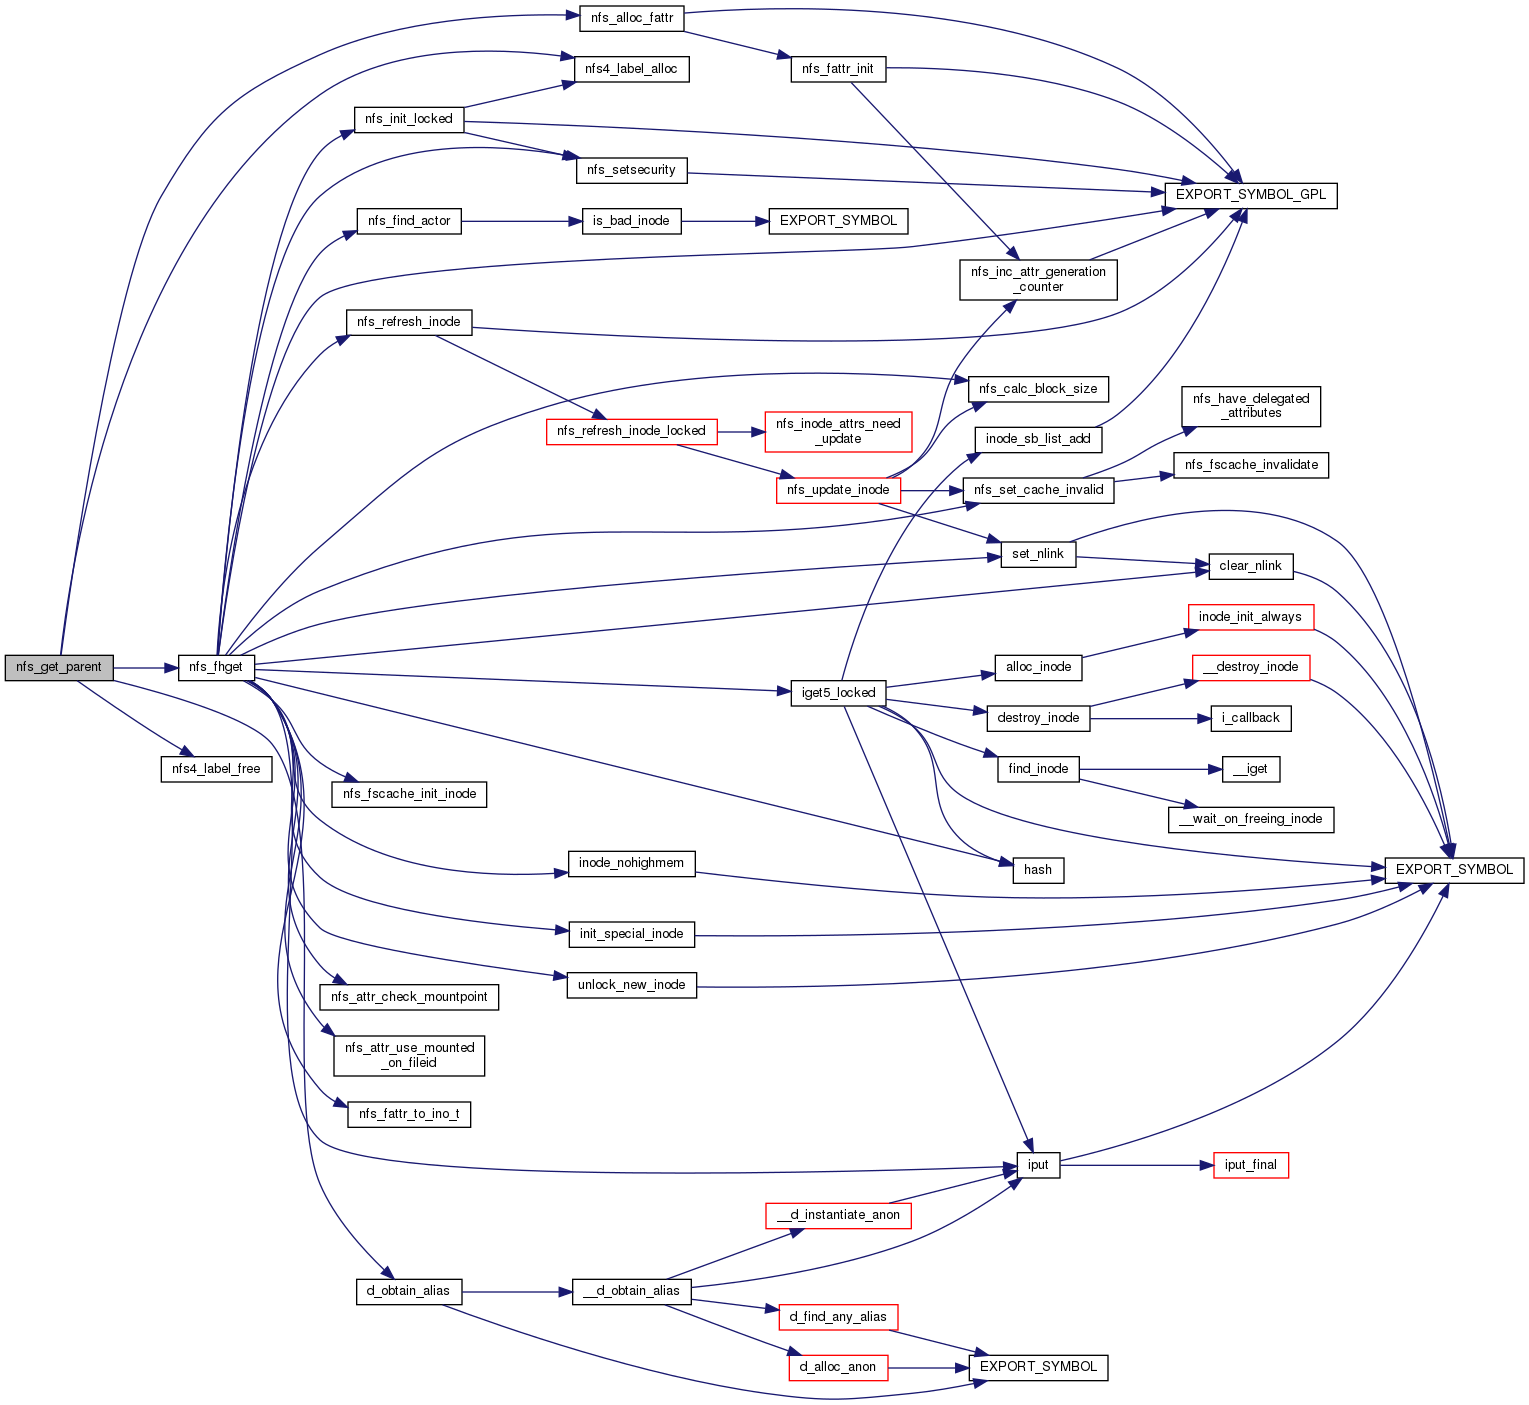 nfs_alloc_fattr
nfs4_label_alloc
nfs_fattr_init
nfs_init_locked
nfs_setsecurity
EXPORT_SYMBOL_GPL
nfs_find_actor
is_bad_inode
EXPORT_SYMBOL
nfs_inc_attr_generation
_counter
nfs_refresh_inode
nfs_calc_block_size
nfs_have_delegated
_attributes
nfs_refresh_inode_locked
nfs_inode_attrs_need
_update
inode_sb_list_add
nfs_fscache_invalidate
nfs_update_inode
nfs_set_cache_invalid
set_nlink
clear_nlink
inode_init_always
nfs_get_parent
nfs_fhget
alloc_inode
__destroy_inode
iget5_locked
destroy_inode
i_callback
nfs4_label_free
find_inode
__iget
nfs_fscache_init_inode
__wait_on_freeing_inode
inode_nohighmem
hash
EXPORT_SYMBOL
init_special_inode
unlock_new_inode
nfs_attr_check_mountpoint
nfs_attr_use_mounted
_on_fileid
nfs_fattr_to_ino_t
iput
iput_final
__d_instantiate_anon
d_obtain_alias
__d_obtain_alias
d_find_any_alias
d_alloc_anon
EXPORT_SYMBOL